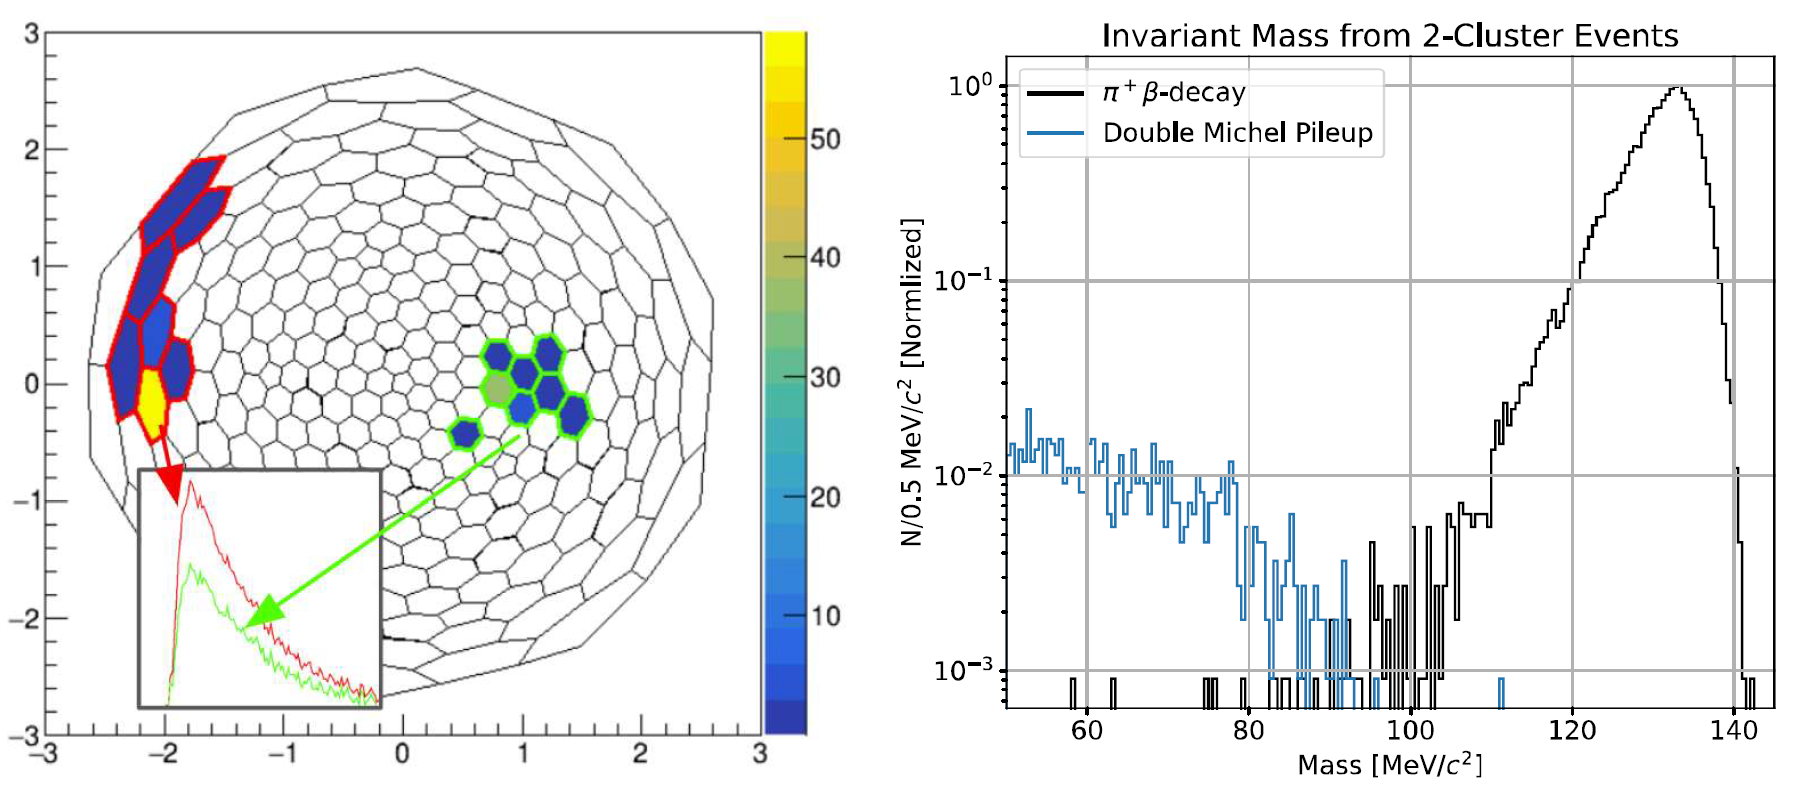 3
2
1
0
−1
−2
−3
−3 −2 −1 0 1 2 3
50
40
30
20
10
Invariant Mass from 2-Cluster Events
π⁺β-decay
Double Michel Pileup
N/0.5 MeV/c² [Normlized]
10⁰
10⁻¹
10⁻²
10⁻³
60 80 100 120 140
Mass [MeV/c²]